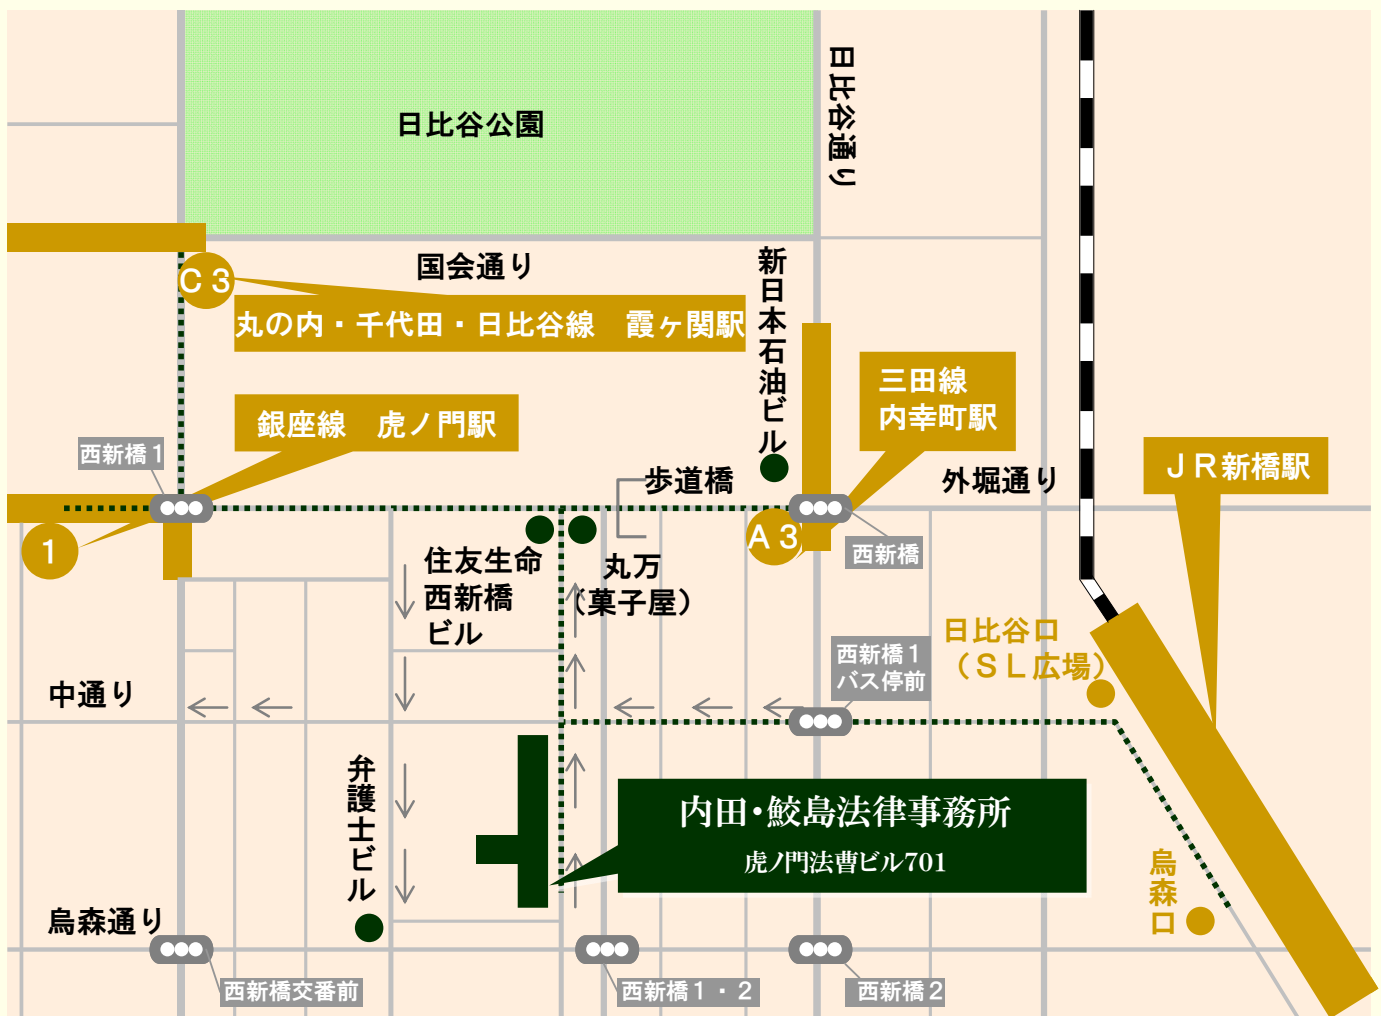 日比谷公園
日比谷通り
国会通り
新日本石油ビル
C３
丸の内・千代田・日比谷線　霞ヶ関駅
三田線
内幸町駅
銀座線　虎ノ門駅
西新橋１
ＪＲ新橋駅
歩道橋
外堀通り
１
A３
西新橋
住友生命
西新橋
ビル
丸万
（菓子屋）
日比谷口
（ＳＬ広場）
西新橋１
バス停前
中通り
弁護士ビル
内田・鮫島法律事務所
虎ノ門法曹ビル701
烏森口
烏森通り
西新橋交番前
西新橋１・２
西新橋２